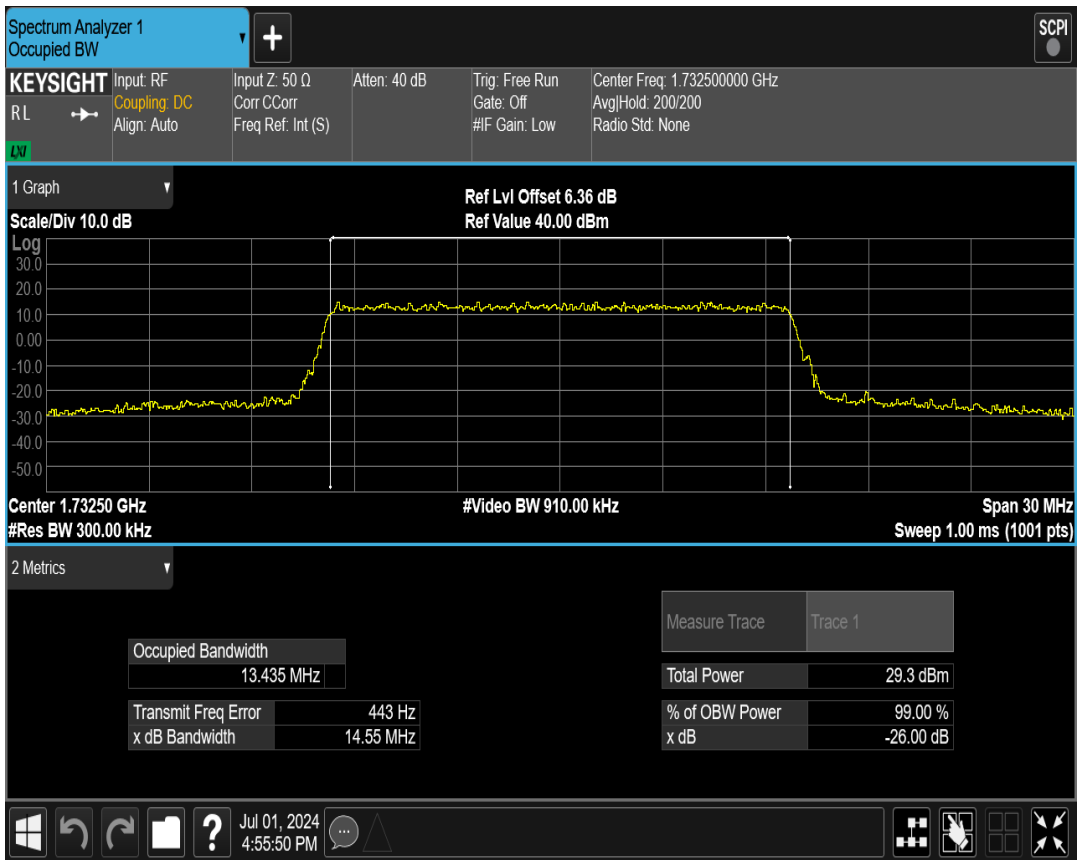 Spectrum Analyzer 1
Occupied BW
+
SCPI
KEYSIGHT
R L
LXI
Input: RF
Coupling: DC
Align: Auto
Input Z: 50 Ω
Corr CCorr
Freq Ref: Int (S)
Atten: 40 dB
Trig: Free Run
Gate: Off
#IF Gain: Low
Center Freq: 1.732500000 GHz
Avg|Hold: 200/200
Radio Std: None
1 Graph
Scale/Div 10.0 dB
Ref Lvl Offset 6.36 dB
Ref Value 40.00 dBm
Log
30.0
20.0
10.0
0.00
-10.0
-20.0
-30.0
-40.0
-50.0
Center 1.73250 GHz
#Video BW 910.00 kHz
Span 30 MHz
#Res BW 300.00 kHz
Sweep 1.00 ms (1001 pts)
2 Metrics
Measure Trace Trace 1
Occupied Bandwidth
13.435 MHz
Total Power 29.3 dBm
Transmit Freq Error 443 Hz
% of OBW Power 99.00 %
x dB Bandwidth 14.55 MHz
x dB -26.00 dB
?
Jul 01, 2024
4:55:50 PM